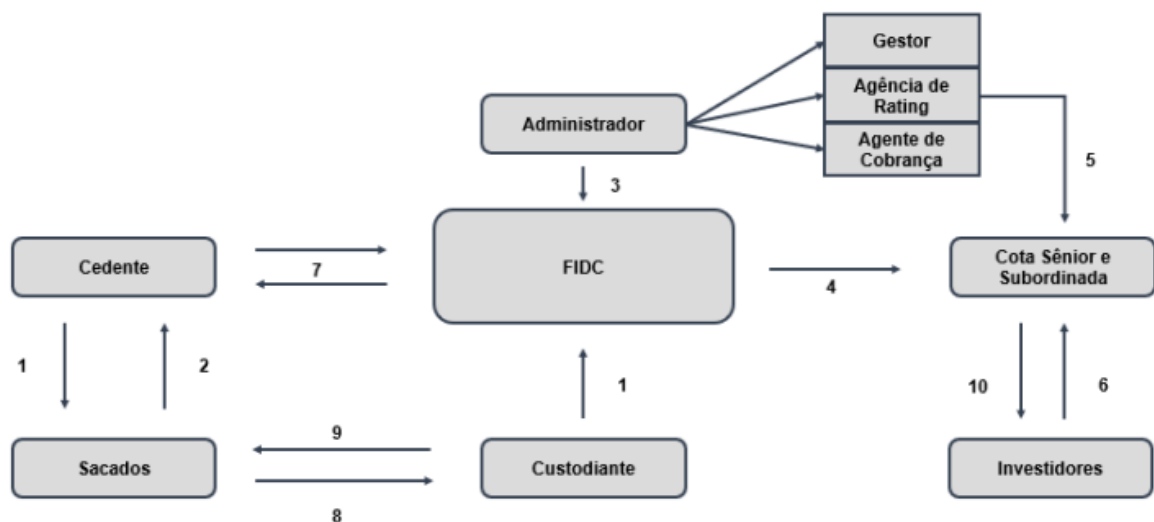 Gestor
Agência de
Rating
Administrador
Agente de
Cobrança
5
3
Cedente
FIDC
Cota Sênior e
Subordinada
7
4
1
2
1
10
6
9
Sacados
Custodiante
Investidores
8